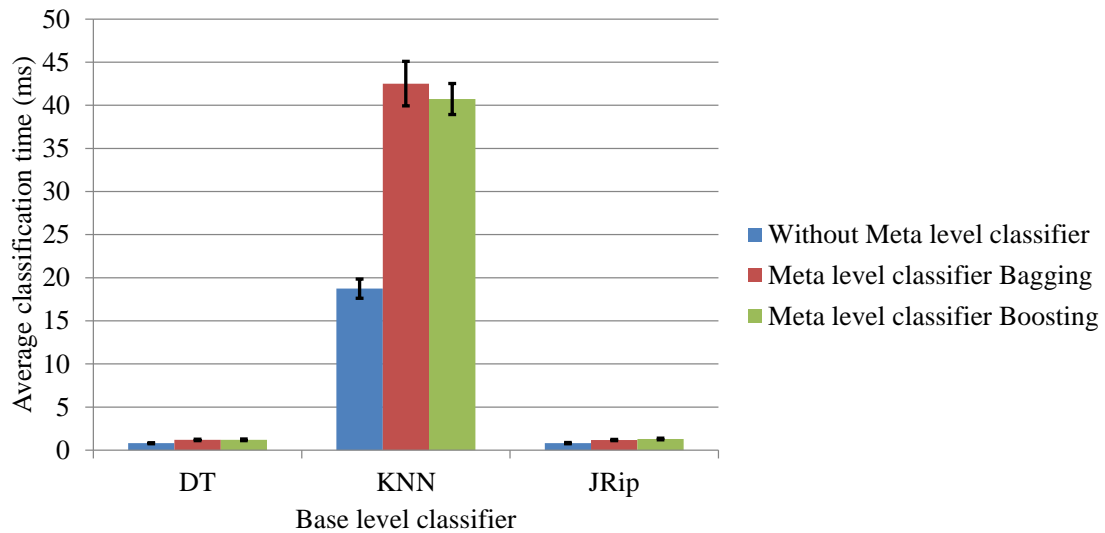 Average classification time (ms)
50
45
40
35
30
25
20
15
10
5
0
DT KNN JRip
Base level classifier
Without Meta level classifier
Meta level classifier Bagging
Meta level classifier Boosting